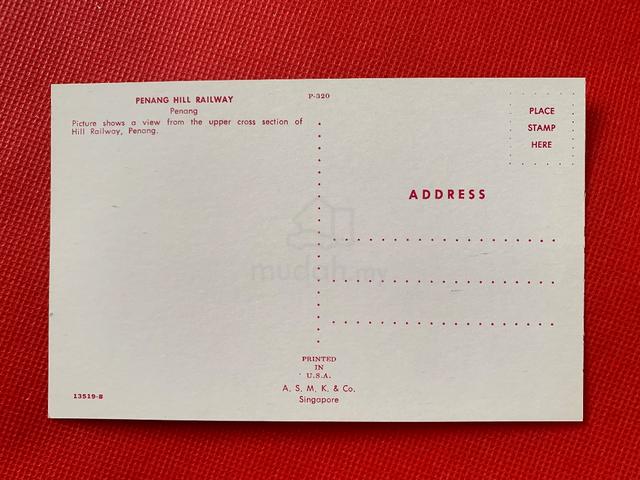 PENANG HILL RAILWAY
Penang
Picture shows a view from the upper cross section of
Hill Railway, Penang.
P-320
PLACE
STAMP
HERE
ADDRESS
mudah.my
PRINTED
IN
U.S.A.
A. S. M. K. & Co.
Singapore
13519-B